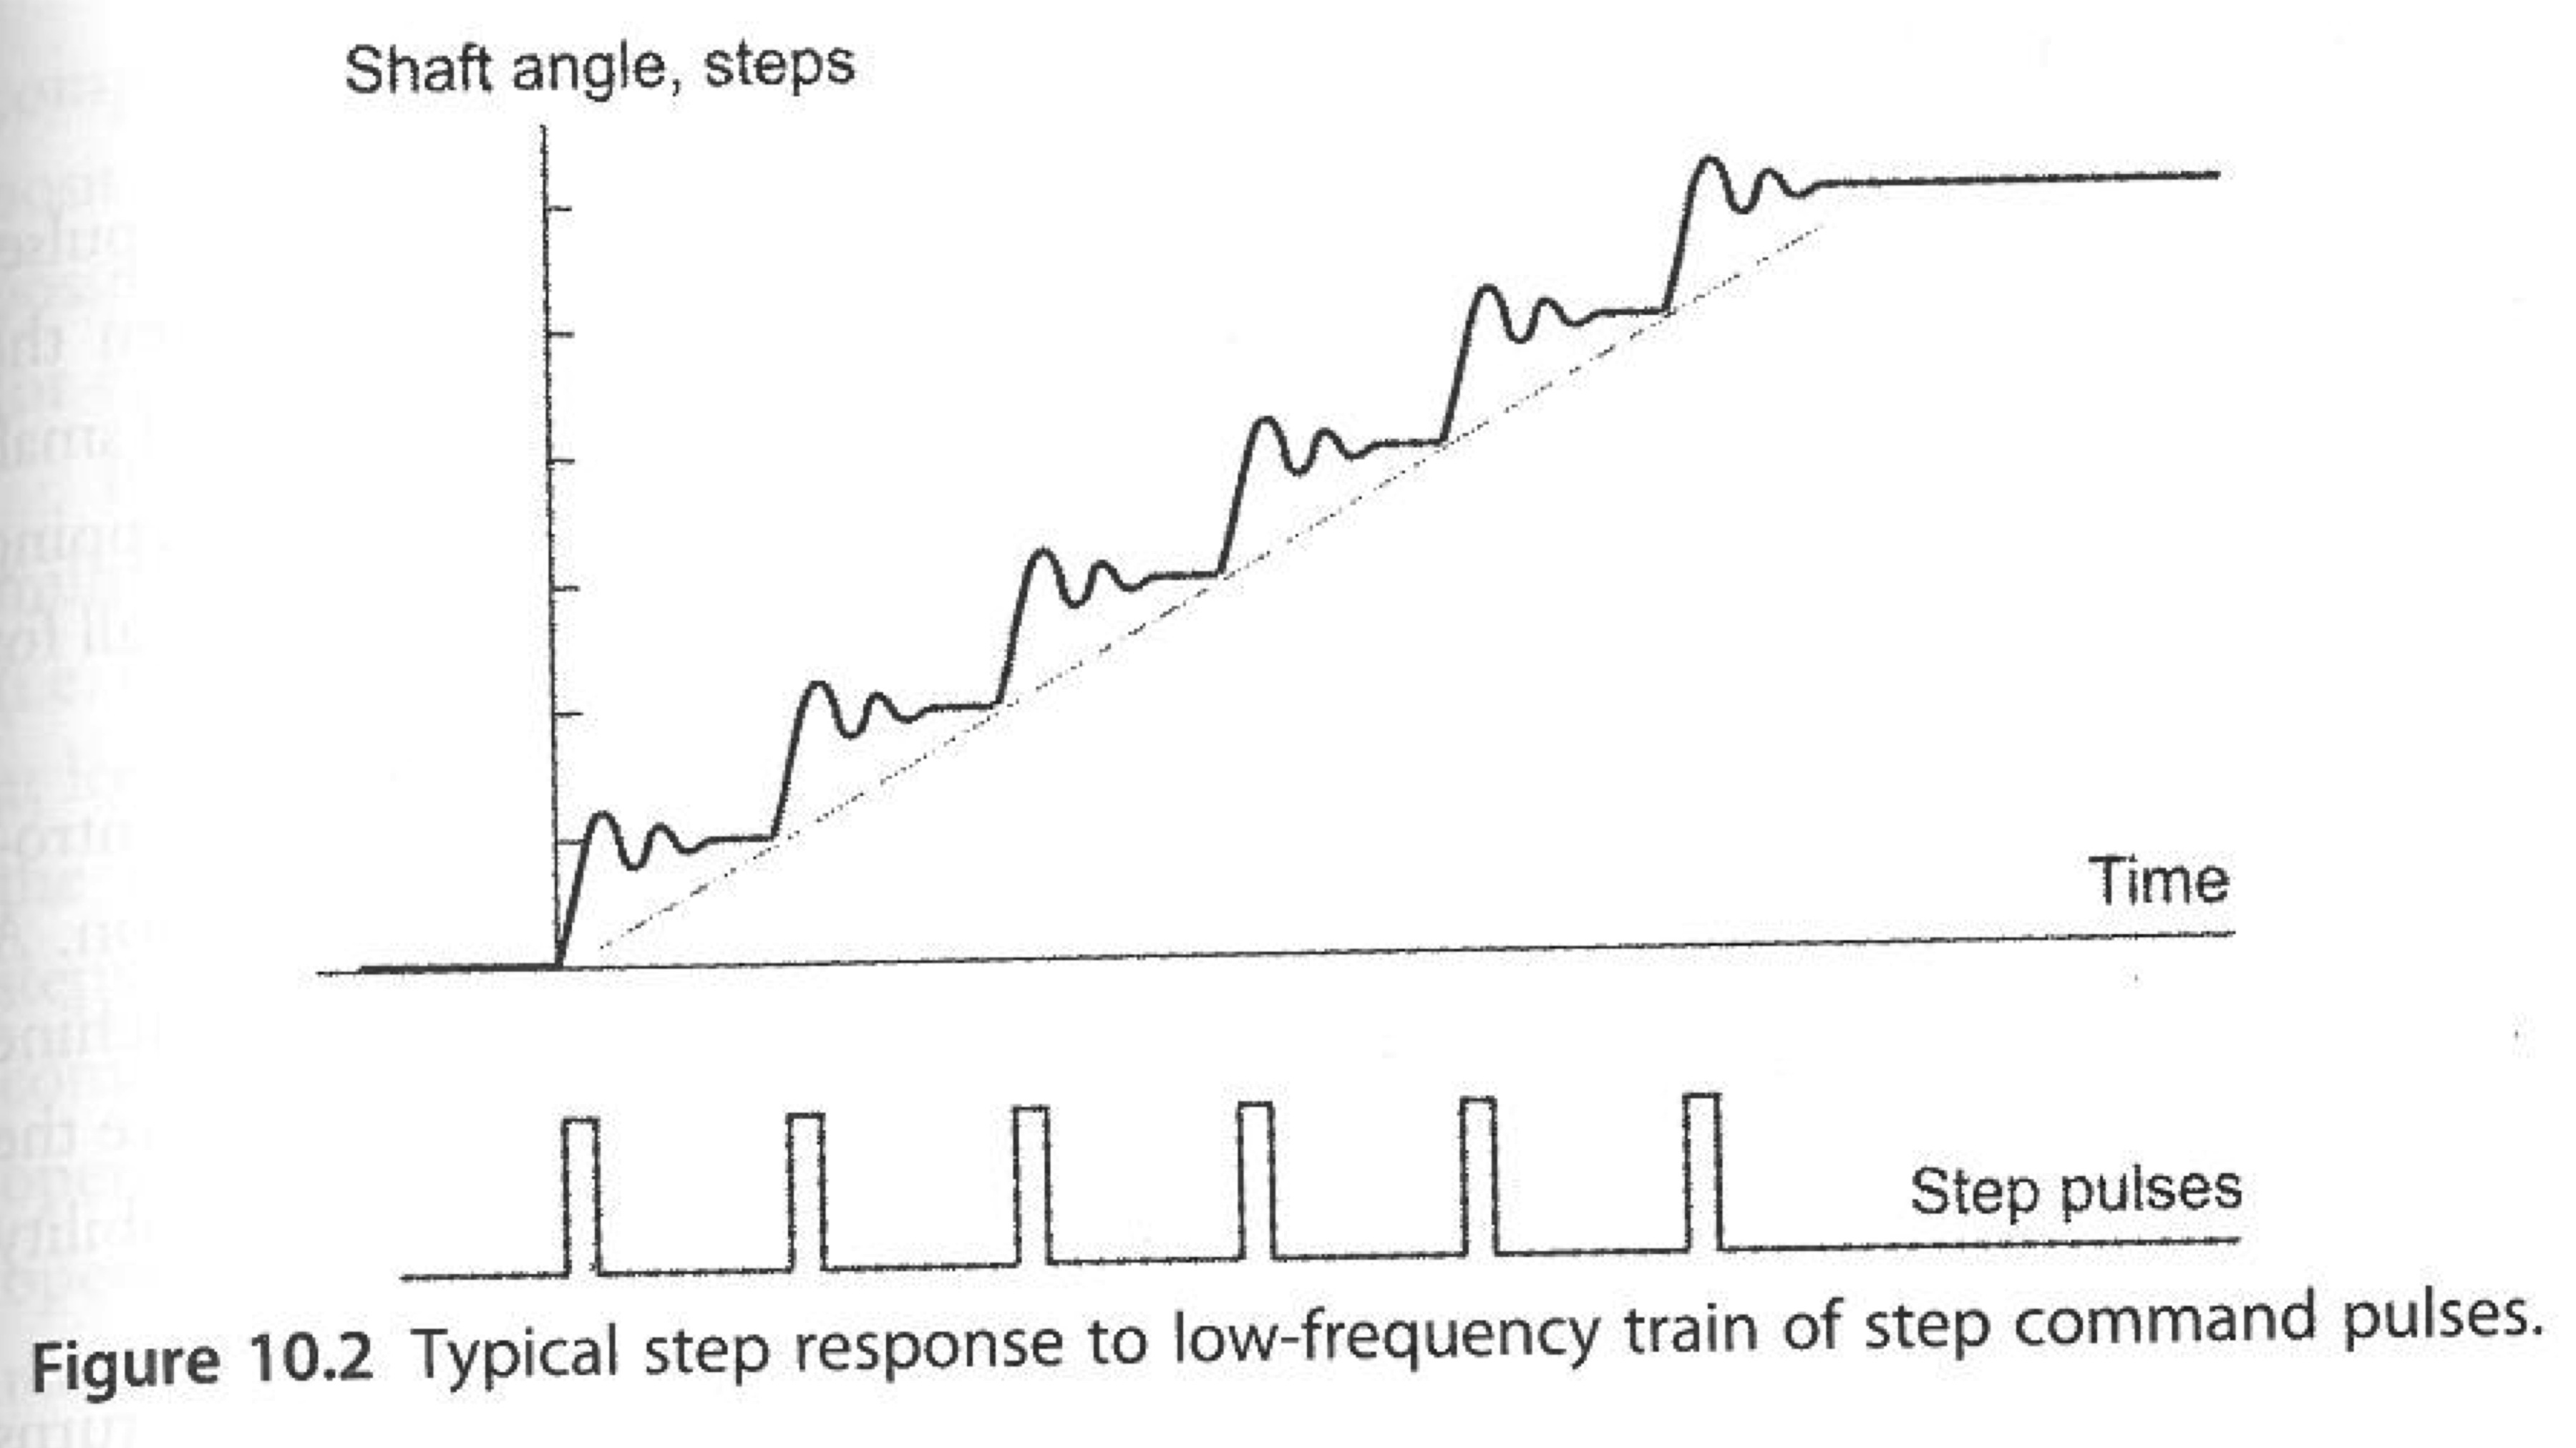 Shaft angle, steps
Time
Step pulses
Figure 10.2 Typical step response to low-frequency train of step command pulses.